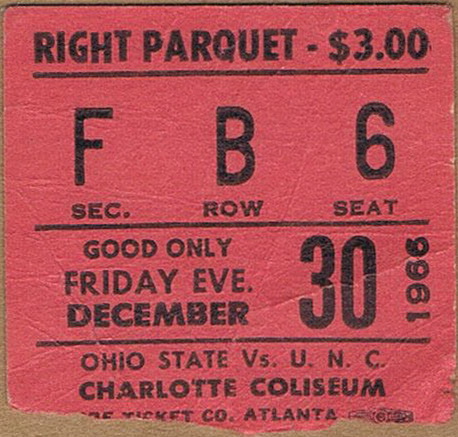 RIGHT PARQUET - $3.00
F B 6
SEC. ROW SEAT
GOOD ONLY
FRIDAY EVE.
DECEMBER
30
1966
OHIO STATE Vs. U. N. C.
CHARLOTTE COLISEUM
TICKET CO. ATLANTA